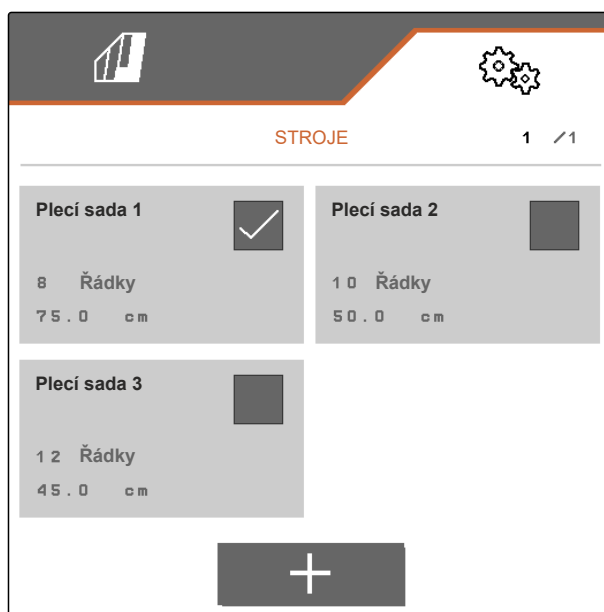 STROJE 1 /1
Plecí sada 1
8 Řádky
75.0 cm
Plecí sada 2
10 Řádky
50.0 cm
Plecí sada 3
12 Řádky
45.0 cm